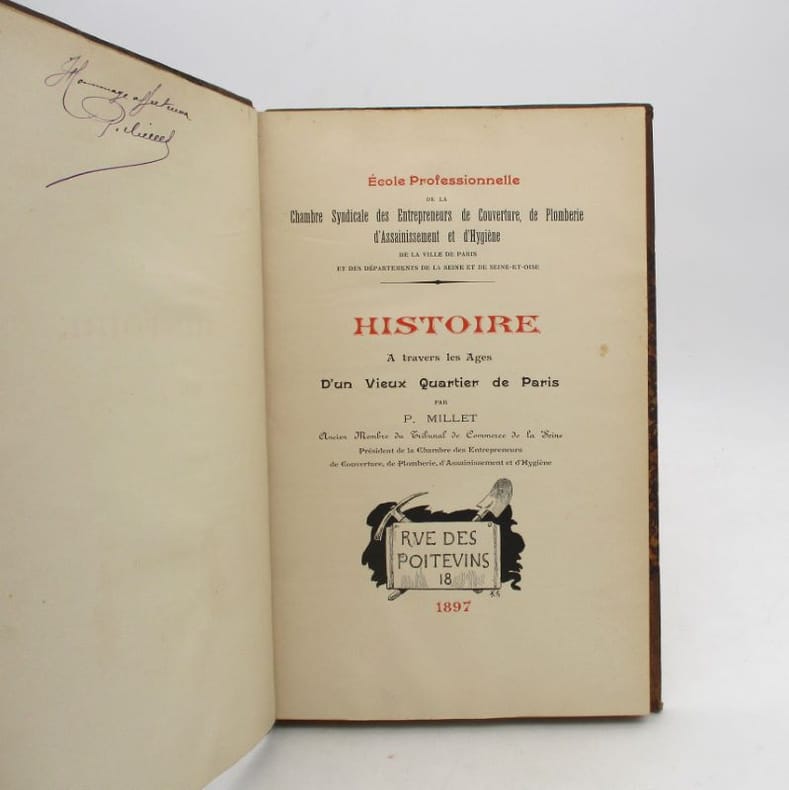 Hommage affectueux
P. Millet
École Professionnelle
DE LA
Chambre Syndicale des Entrepreneurs de Couverture, de Plomberie
d'Assainissement et d'Hygiène
DE LA VILLE DE PARIS
ET DES DÉPARTEMENTS DE LA SEINE ET DE SEINE-ET-OISE
HISTOIRE
A travers les Ages
D'un Vieux Quartier de Paris
PAR
P. MILLET
Ancien Membre du Tribunal de Commerce de la Seine
Président de la Chambre des Entrepreneurs
de Couverture, de Plomberie, d'Assainissement et d'Hygiène
RVE DES
POITEVINS
18
1897